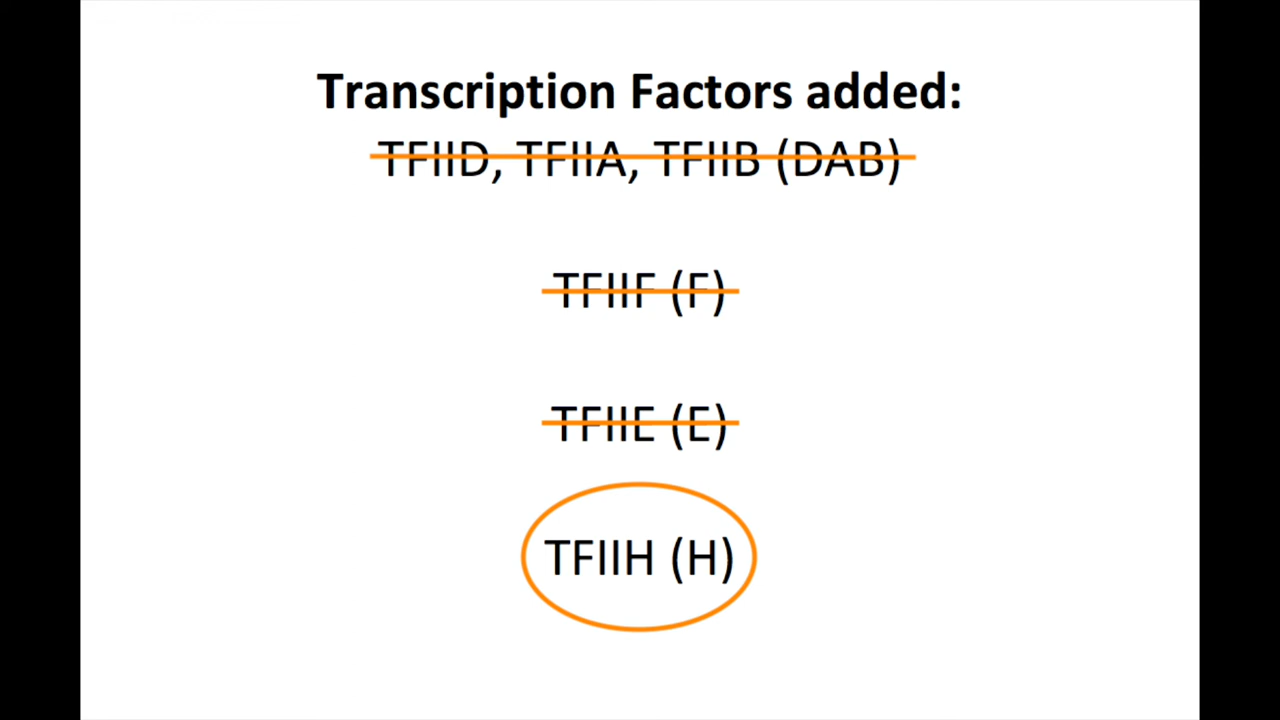 Transcription Factors added:
TFIID, TFIIA, TFIIB (DAB)
TFIIF (F)
TFIIE (E)
TFIIH (H)